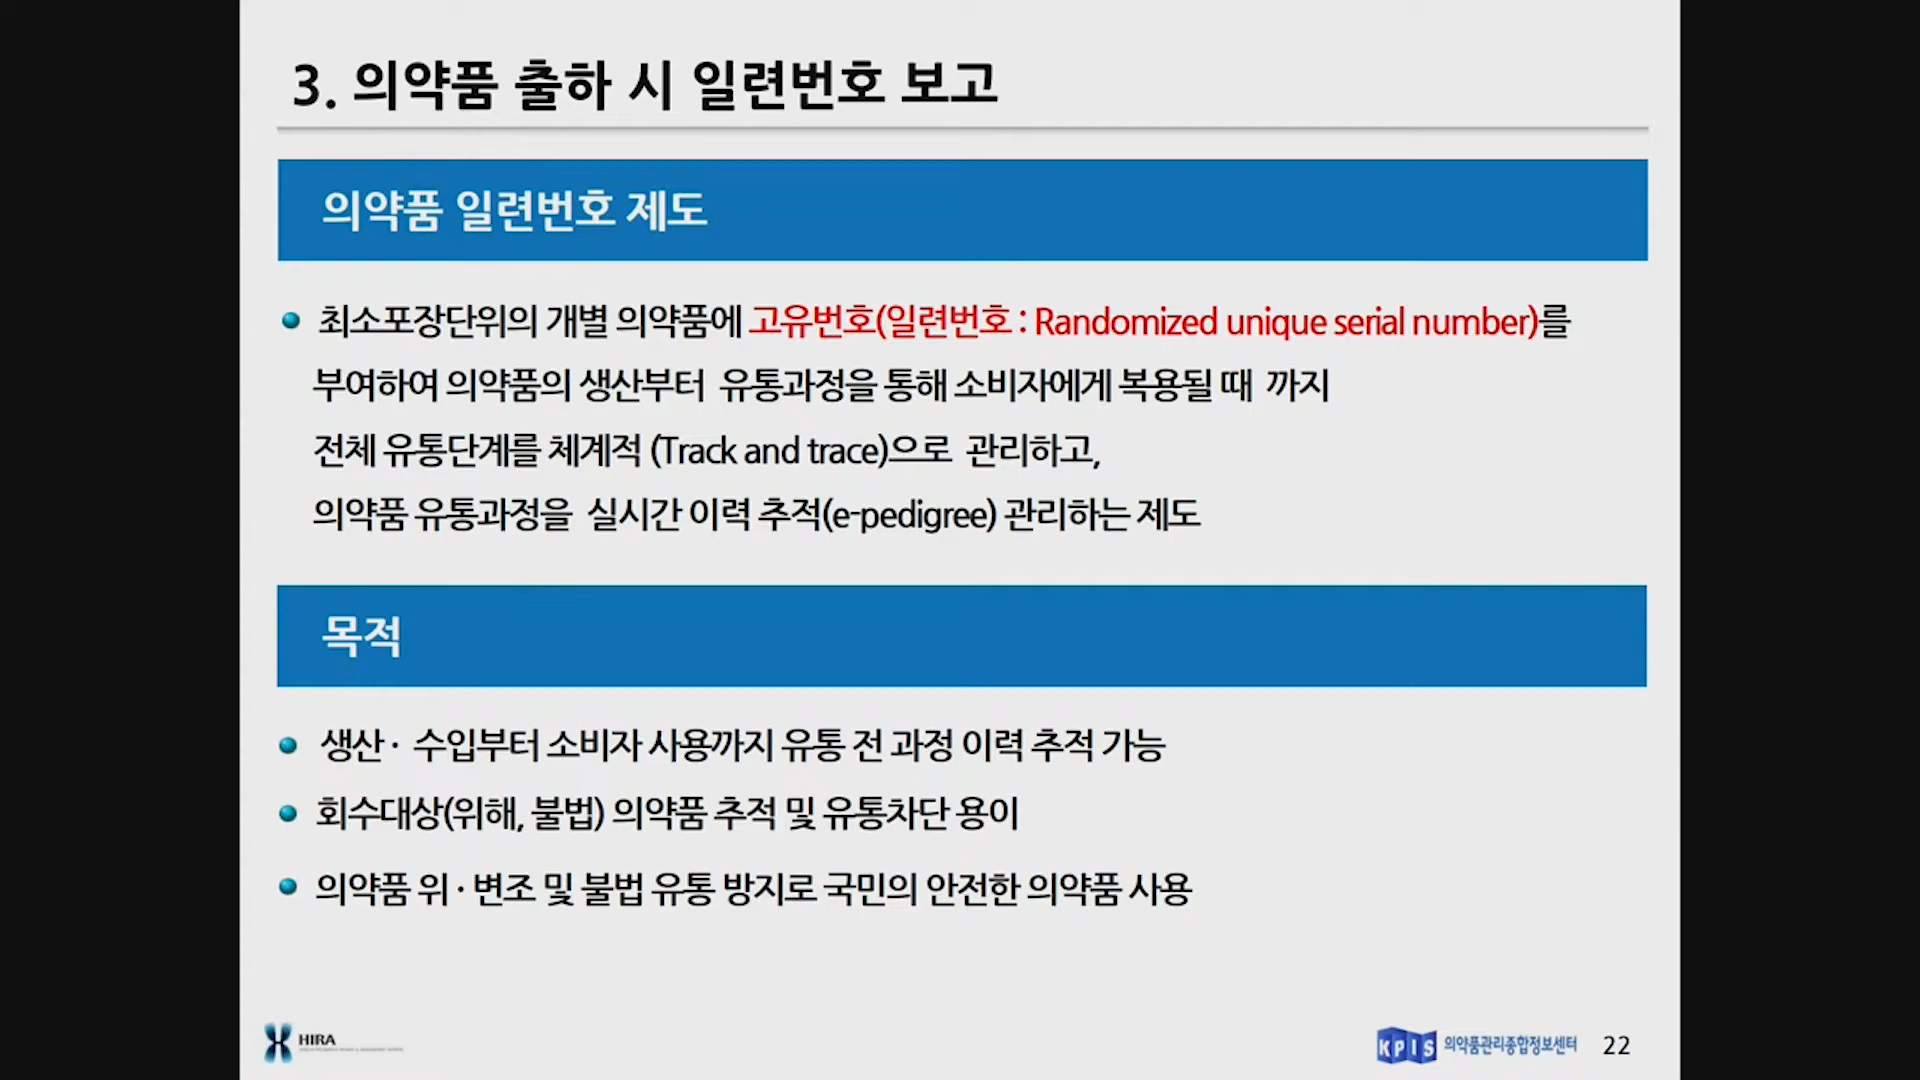 3. 의약품 출하 시 일련번호 보고
의약품 일련번호 제도
최소포장단위의 개별 의약품에 고유번호(일련번호 : Randomized unique serial number)를
부여하여 의약품의 생산부터 유통과정을 통해 소비자에게 복용될 때 까지
전체 유통단계를 체계적 (Track and trace)으로 관리하고,
의약품 유통과정을 실시간 이력 추적(e-pedigree) 관리하는 제도
목적
생산· 수입부터 소비자 사용까지 유통 전 과정 이력 추적 가능
회수대상(위해, 불법) 의약품 추적 및 유통차단 용이
의약품 위·변조 및 불법 유통 방지로 국민의 안전한 의약품 사용
HIRA
KPIS 의약품관리종합정보센터 22